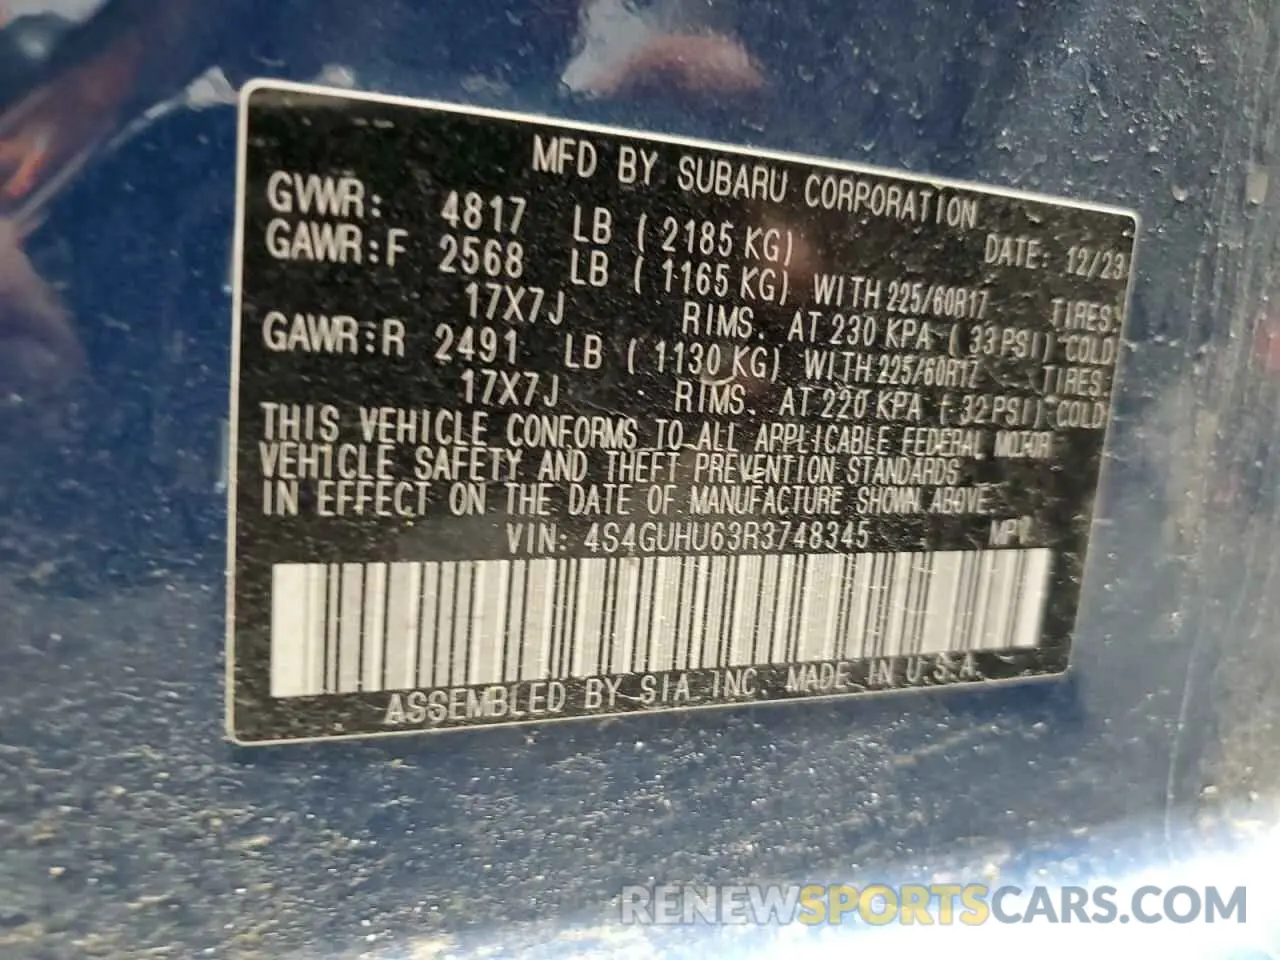 MFD BY SUBARU CORPORATION
GVWR: 4817 LB ( 2185 KG) DATE: 12/23
GAWR:F 2568 LB ( 1165 KG) WITH 225/60R17 TIRES.
17X7J RIMS. AT 230 KPA ( 33 PSI) COLD
GAWR:R 2491 LB ( 1130 KG) WITH 225/60R17 TIRES.
17X7J RIMS. AT 220 KPA ( 32 PSI) COLD
THIS VEHICLE CONFORMS TO ALL APPLICABLE FEDERAL MOTOR
VEHICLE SAFETY AND THEFT PREVENTION STANDARDS
IN EFFECT ON THE DATE OF MANUFACTURE SHOWN ABOVE.
VIN: 4S4GUHU63R3748345 MPV
ASSEMBLED BY SIA INC. MADE IN U.S.A.
RENEWSPORTSCARS.COM